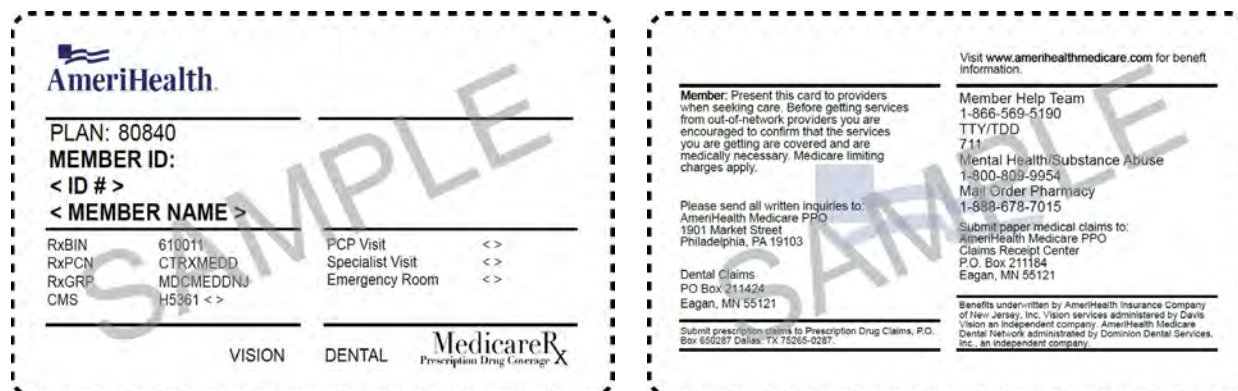 AmeriHealth.
PLAN: 80840
MEMBER ID:
< ID # >
< MEMBER NAME >
RxBIN 610011
RxPCN CTRXMEDD
RxGRP MDCMEDDNJ
CMS H5361 < >
PCP Visit < >
Specialist Visit < >
Emergency Room < >
VISION DENTAL
MedicareRx
Prescription Drug Coverage
SAMPLE
Member: Present this card to providers
when seeking care. Before getting services
from out-of-network providers you are
encouraged to confirm that the services
you are getting are covered and are
medically necessary. Medicare limiting
charges apply.
Please send all written inquiries to:
AmeriHealth Medicare PPO
1901 Market Street
Philadelphia, PA 19103
Dental Claims
PO Box 211424
Eagan, MN 55121
Submit prescription claims to Prescription Drug Claims, P.O.
Box 650287 Dallas, TX 75265-0287.
Visit www.amerihealthmedicare.com for beneft
information.
Member Help Team
1-866-569-5190
TTY/TDD
711
Mental Health/Substance Abuse
1-800-809-9954
Mail Order Pharmacy
1-888-678-7015
Submit paper medical claims to:
AmeriHealth Medicare PPO
Claims Receipt Center
P.O. Box 211184
Eagan, MN 55121
Benefits underwritten by AmeriHealth Insurance Company
of New Jersey, Inc. Vision services administered by Davis
Vision an independent company. AmeriHealth Medicare
Dental Network administrated by Dominion Dental Services,
Inc., an independent company.
SAMPLE